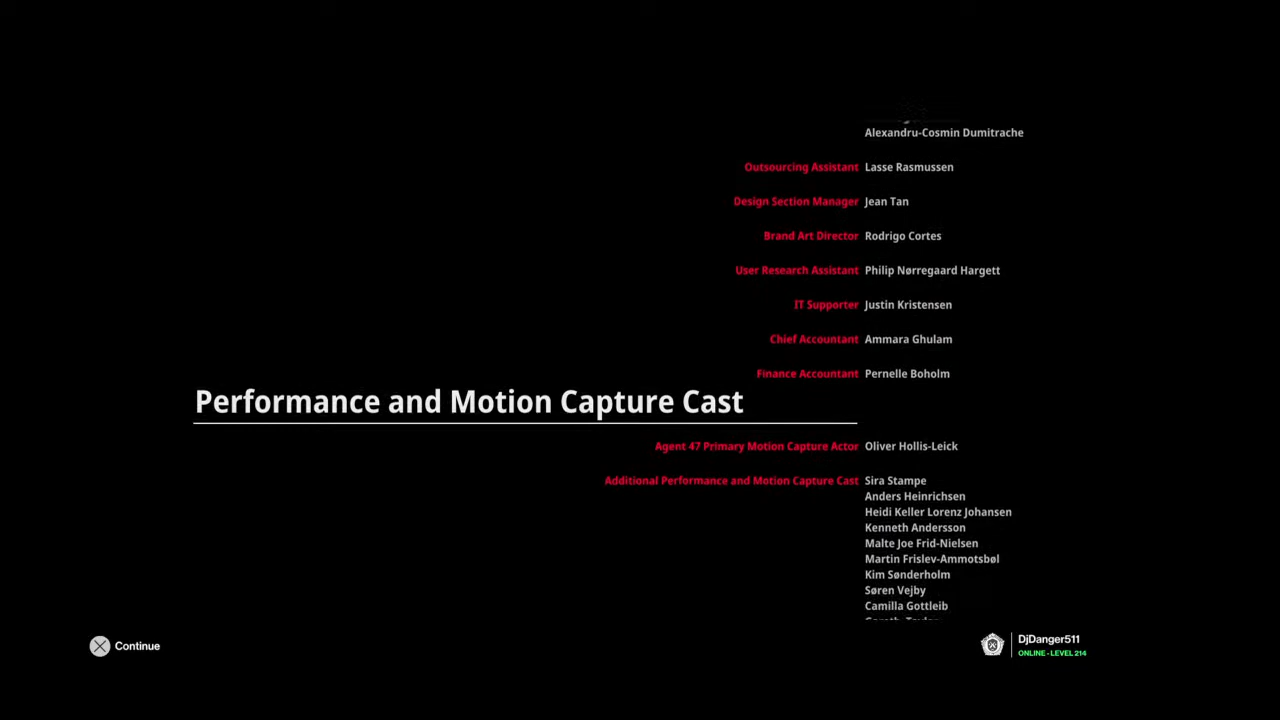 Alexandru-Cosmin Dumitrache
Outsourcing Assistant Lasse Rasmussen
Design Section Manager Jean Tan
Brand Art Director Rodrigo Cortes
User Research Assistant Philip Nørregaard Hargett
IT Supporter Justin Kristensen
Chief Accountant Ammara Ghulam
Finance Accountant Pernelle Boholm
Performance and Motion Capture Cast
Agent 47 Primary Motion Capture Actor Oliver Hollis-Leick
Additional Performance and Motion Capture Cast Sira Stampe
Anders Heinrichsen
Heidi Keller Lorenz Johansen
Kenneth Andersson
Malte Joe Frid-Nielsen
Martin Frislev-Ammotsbøl
Kim Sønderholm
Søren Vejby
Camilla Gottleib
Continue
DjDanger511
ONLINE - LEVEL 214